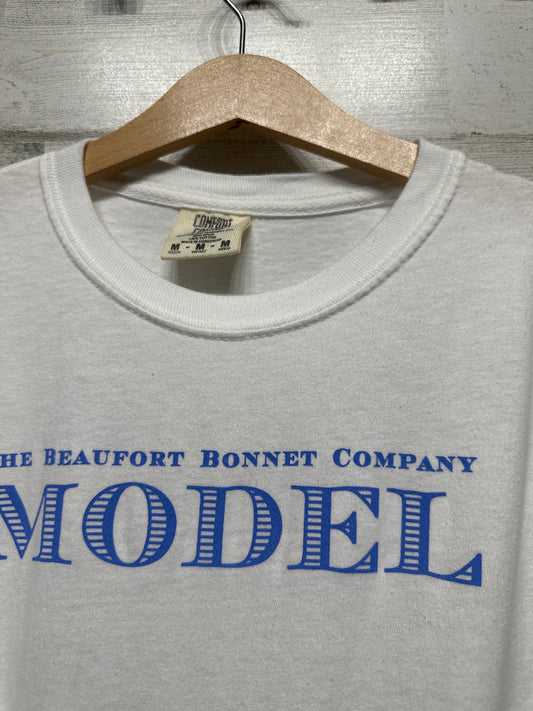 COMFORT
M - M - M
HE BEAUFORT BONNET COMPANY
MODEL